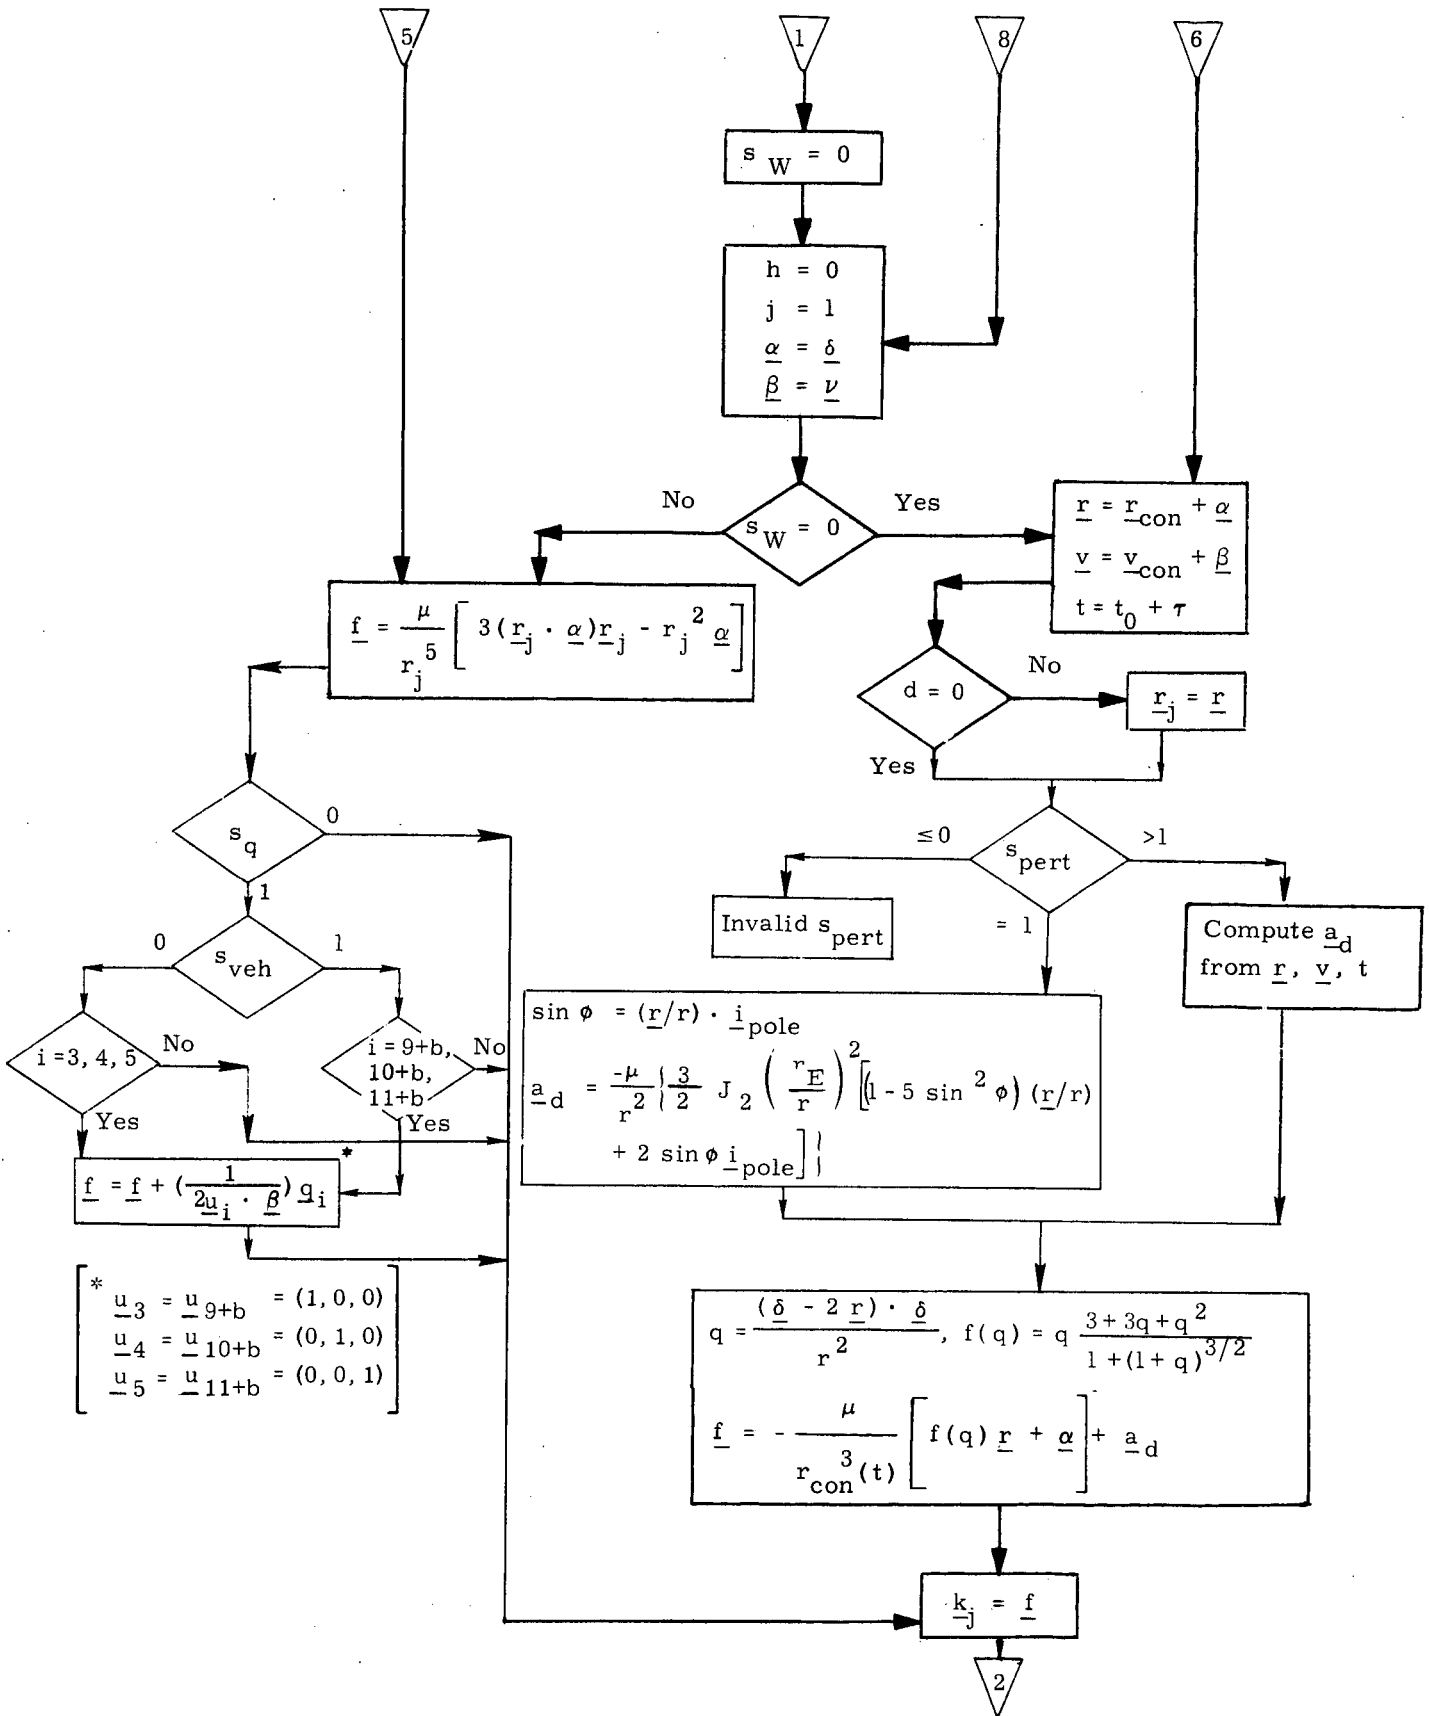 5
1
8
6
s_W = 0
h = 0
j = 1
α = δ
β = ν
No
s_W = 0
Yes
r = r_con + α
v = v_con + β
t = t_0 + τ
f = μ / r_j^5 [ 3 (r_j · α) r_j - r_j^2 α ]
d = 0
No
r_j = r
Yes
s_q
0
1
≤0
s_pert
>1
= 1
Invalid s_pert
Compute a_d
from r, v, t
0
s_veh
1
i = 3, 4, 5
No
Yes
i = 9+b,
10+b,
11+b
No
Yes
sin φ = (r/r) · i_pole
a_d = -μ / r^2 { 3/2 J_2 ( r_E / r )^2 [(1 - 5 sin^2 φ) (r/r)
+ 2 sin φ i_pole ] }
*
f = f + ( 1 / 2u_i · β ) q_i
* u_3 = u_9+b = (1, 0, 0)
u_4 = u_10+b = (0, 1, 0)
u_5 = u_11+b = (0, 0, 1)
q = (δ - 2 r) · δ / r^2, f(q) = q 3 + 3q + q^2 / 1 + (1 + q)^3/2
f = - μ / r_con^3 (t) [ f(q) r + α ] + a_d
k_j = f
2